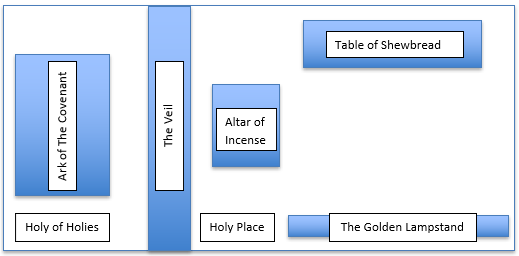 Ark of The Covenant
The Veil
Table of Shewbread
Altar of
Incense
Holy of Holies
Holy Place
The Golden Lampstand